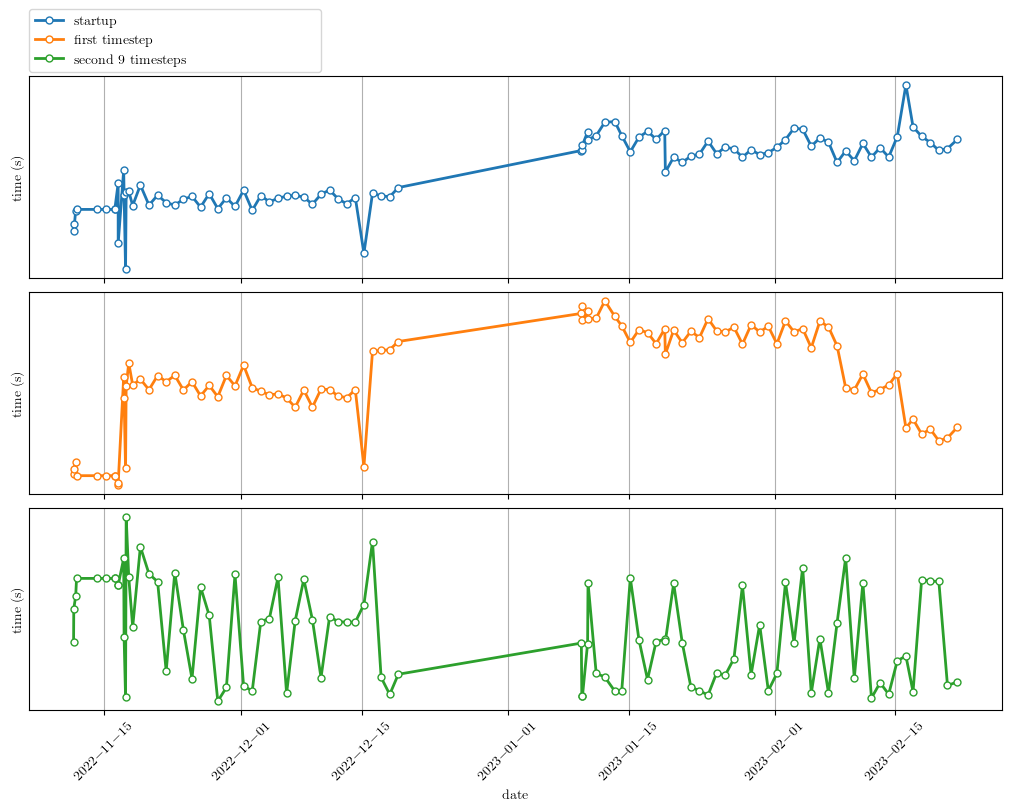 startup
first timestep
second 9 timesteps
time (s)
time (s)
time (s)
2022−11−15
2022−12−01
2022−12−15
2023−01−01
2023−01−15
2023−02−01
2023−02−15
date